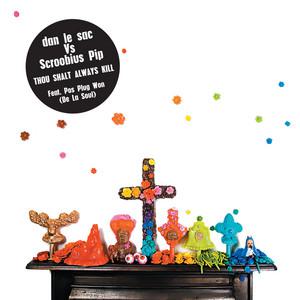 dan le sac
Vs
Scroobius Pip
THOU SHALT ALWAYS KILL
Feat. Pos Plug Won
(De La Soul)